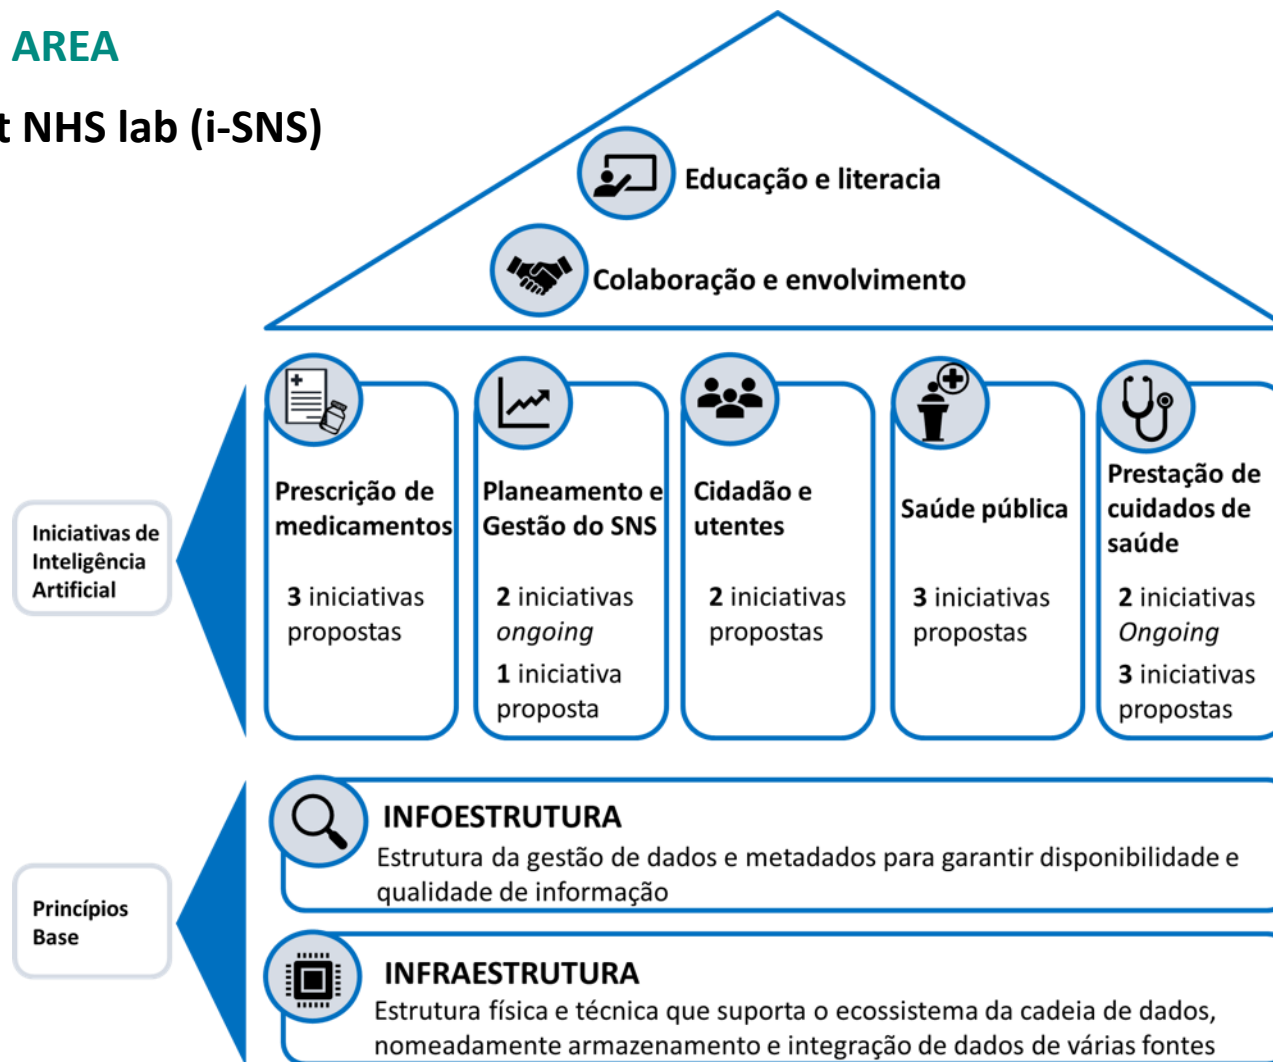 AREA
t NHS lab (i-SNS)
Educação e literacia
Colaboração e envolvimento
Iniciativas de
Inteligência
Artificial
Prescrição de
medicamentos
3 iniciativas
propostas
Planeamento e
Gestão do SNS
2 iniciativas
ongoing
1 iniciativa
proposta
Cidadão e
utentes
2 iniciativas
propostas
Saúde pública
3 iniciativas
propostas
Prestação de
cuidados de
saúde
2 iniciativas
Ongoing
3 iniciativas
propostas
Princípios
Base
INFOESTRUTURA
Estrutura da gestão de dados e metadados para garantir disponibilidade e
qualidade de informação
INFRAESTRUTURA
Estrutura física e técnica que suporta o ecossistema da cadeia de dados,
nomeadamente armazenamento e integração de dados de várias fontes